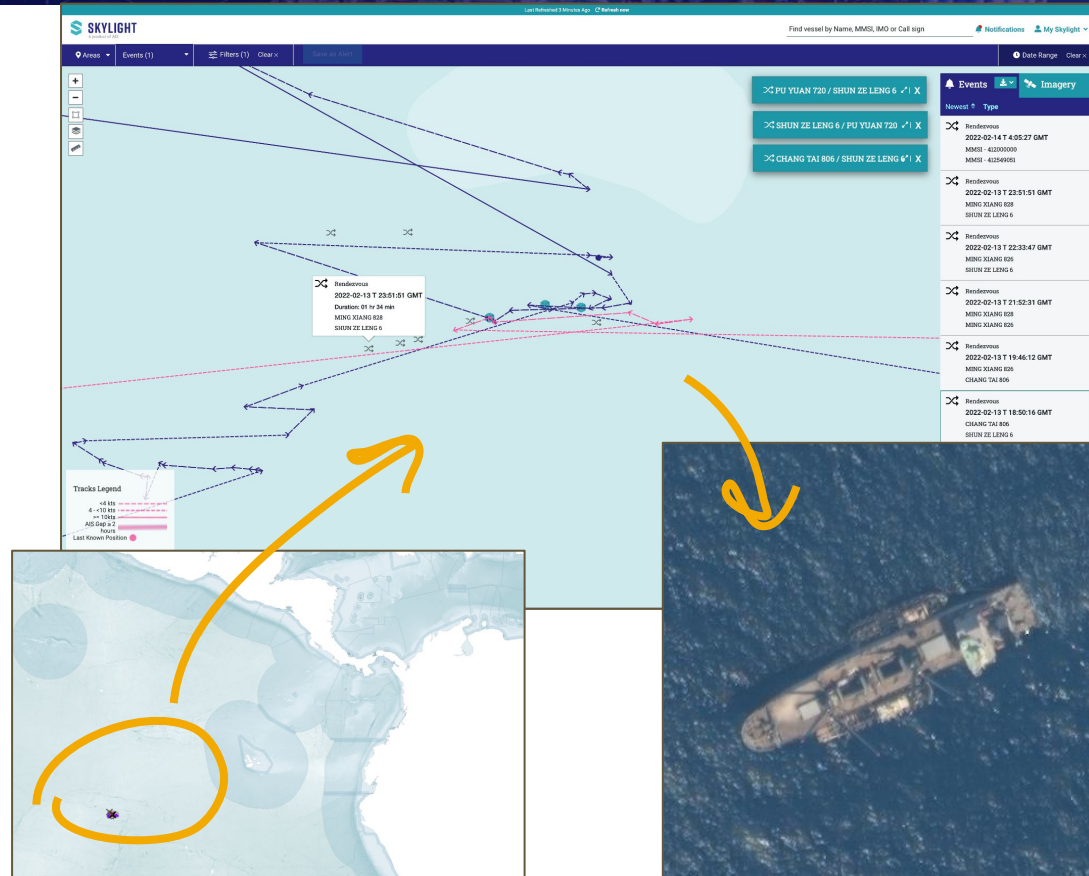 Last Refreshed 3 Minutes Ago Refresh now
SKYLIGHT
A product of AI2
Find vessel by Name, MMSI, IMO or Call sign
Notifications
My Skylight
Areas
Events (1)
Filters (1) Clear ×
Save as Alert
Date Range Clear ×
+
−
PU YUAN 720 / SHUN ZE LENG 6 | X
SHUN ZE LENG 6 / PU YUAN 720 | X
CHANG TAI 806 / SHUN ZE LENG 6 | X
Rendezvous
2022-02-13 T 23:51:51 GMT
Duration: 01 hr 34 min
MING XIANG 828
SHUN ZE LENG 6
Tracks Legend
<4 kts
4 - <10 kts
>= 10kts
AIS Gap ≥ 2
hours
Last Known Position
Events
Imagery
Newest Type
Rendezvous
2022-02-14 T 4:05:27 GMT
MMSI - 412000000
MMSI - 412549051
Rendezvous
2022-02-13 T 23:51:51 GMT
MING XIANG 828
SHUN ZE LENG 6
Rendezvous
2022-02-13 T 22:33:47 GMT
MING XIANG 826
SHUN ZE LENG 6
Rendezvous
2022-02-13 T 21:52:31 GMT
MING XIANG 828
MING XIANG 826
Rendezvous
2022-02-13 T 19:46:12 GMT
MING XIANG 826
CHANG TAI 806
Rendezvous
2022-02-13 T 18:50:16 GMT
CHANG TAI 806
SHUN ZE LENG 6